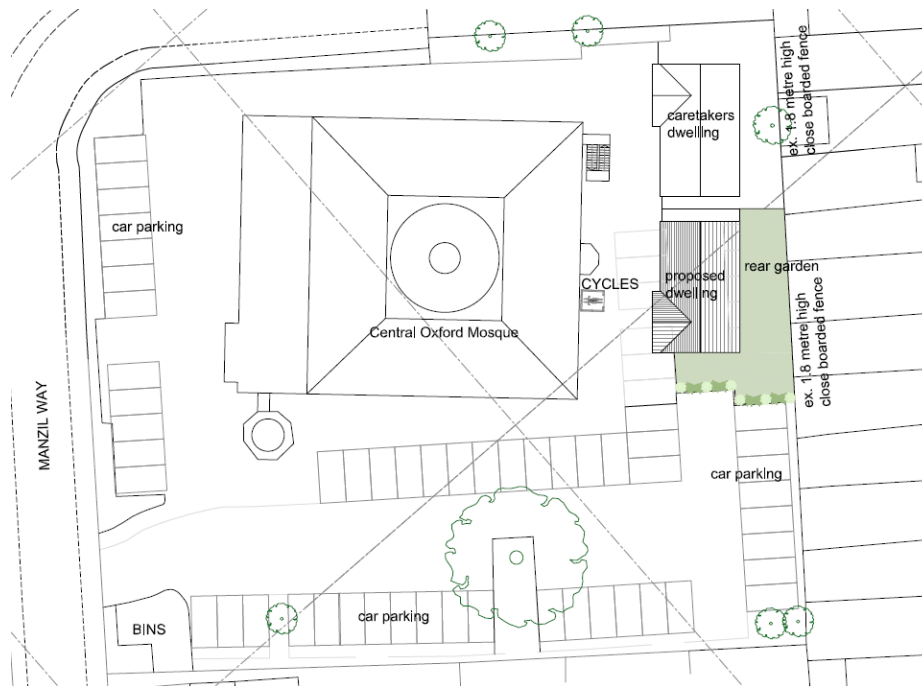 ex. 1.8 metre high
close boarded fence
caretakers
dwelling
car parking
rear garden
proposed
dwelling
CYCLES
Central Oxford Mosque
ex. 1.8 metre high
close boarded fence
MANZIL WAY
car parking
car parking
BINS